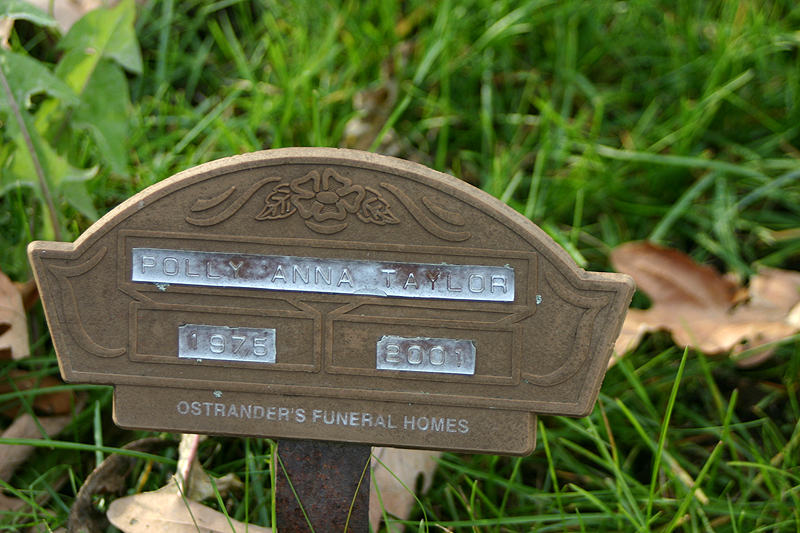 POLLY ANNA TAYLOR
1975 2001
OSTRANDER'S FUNERAL HOMES